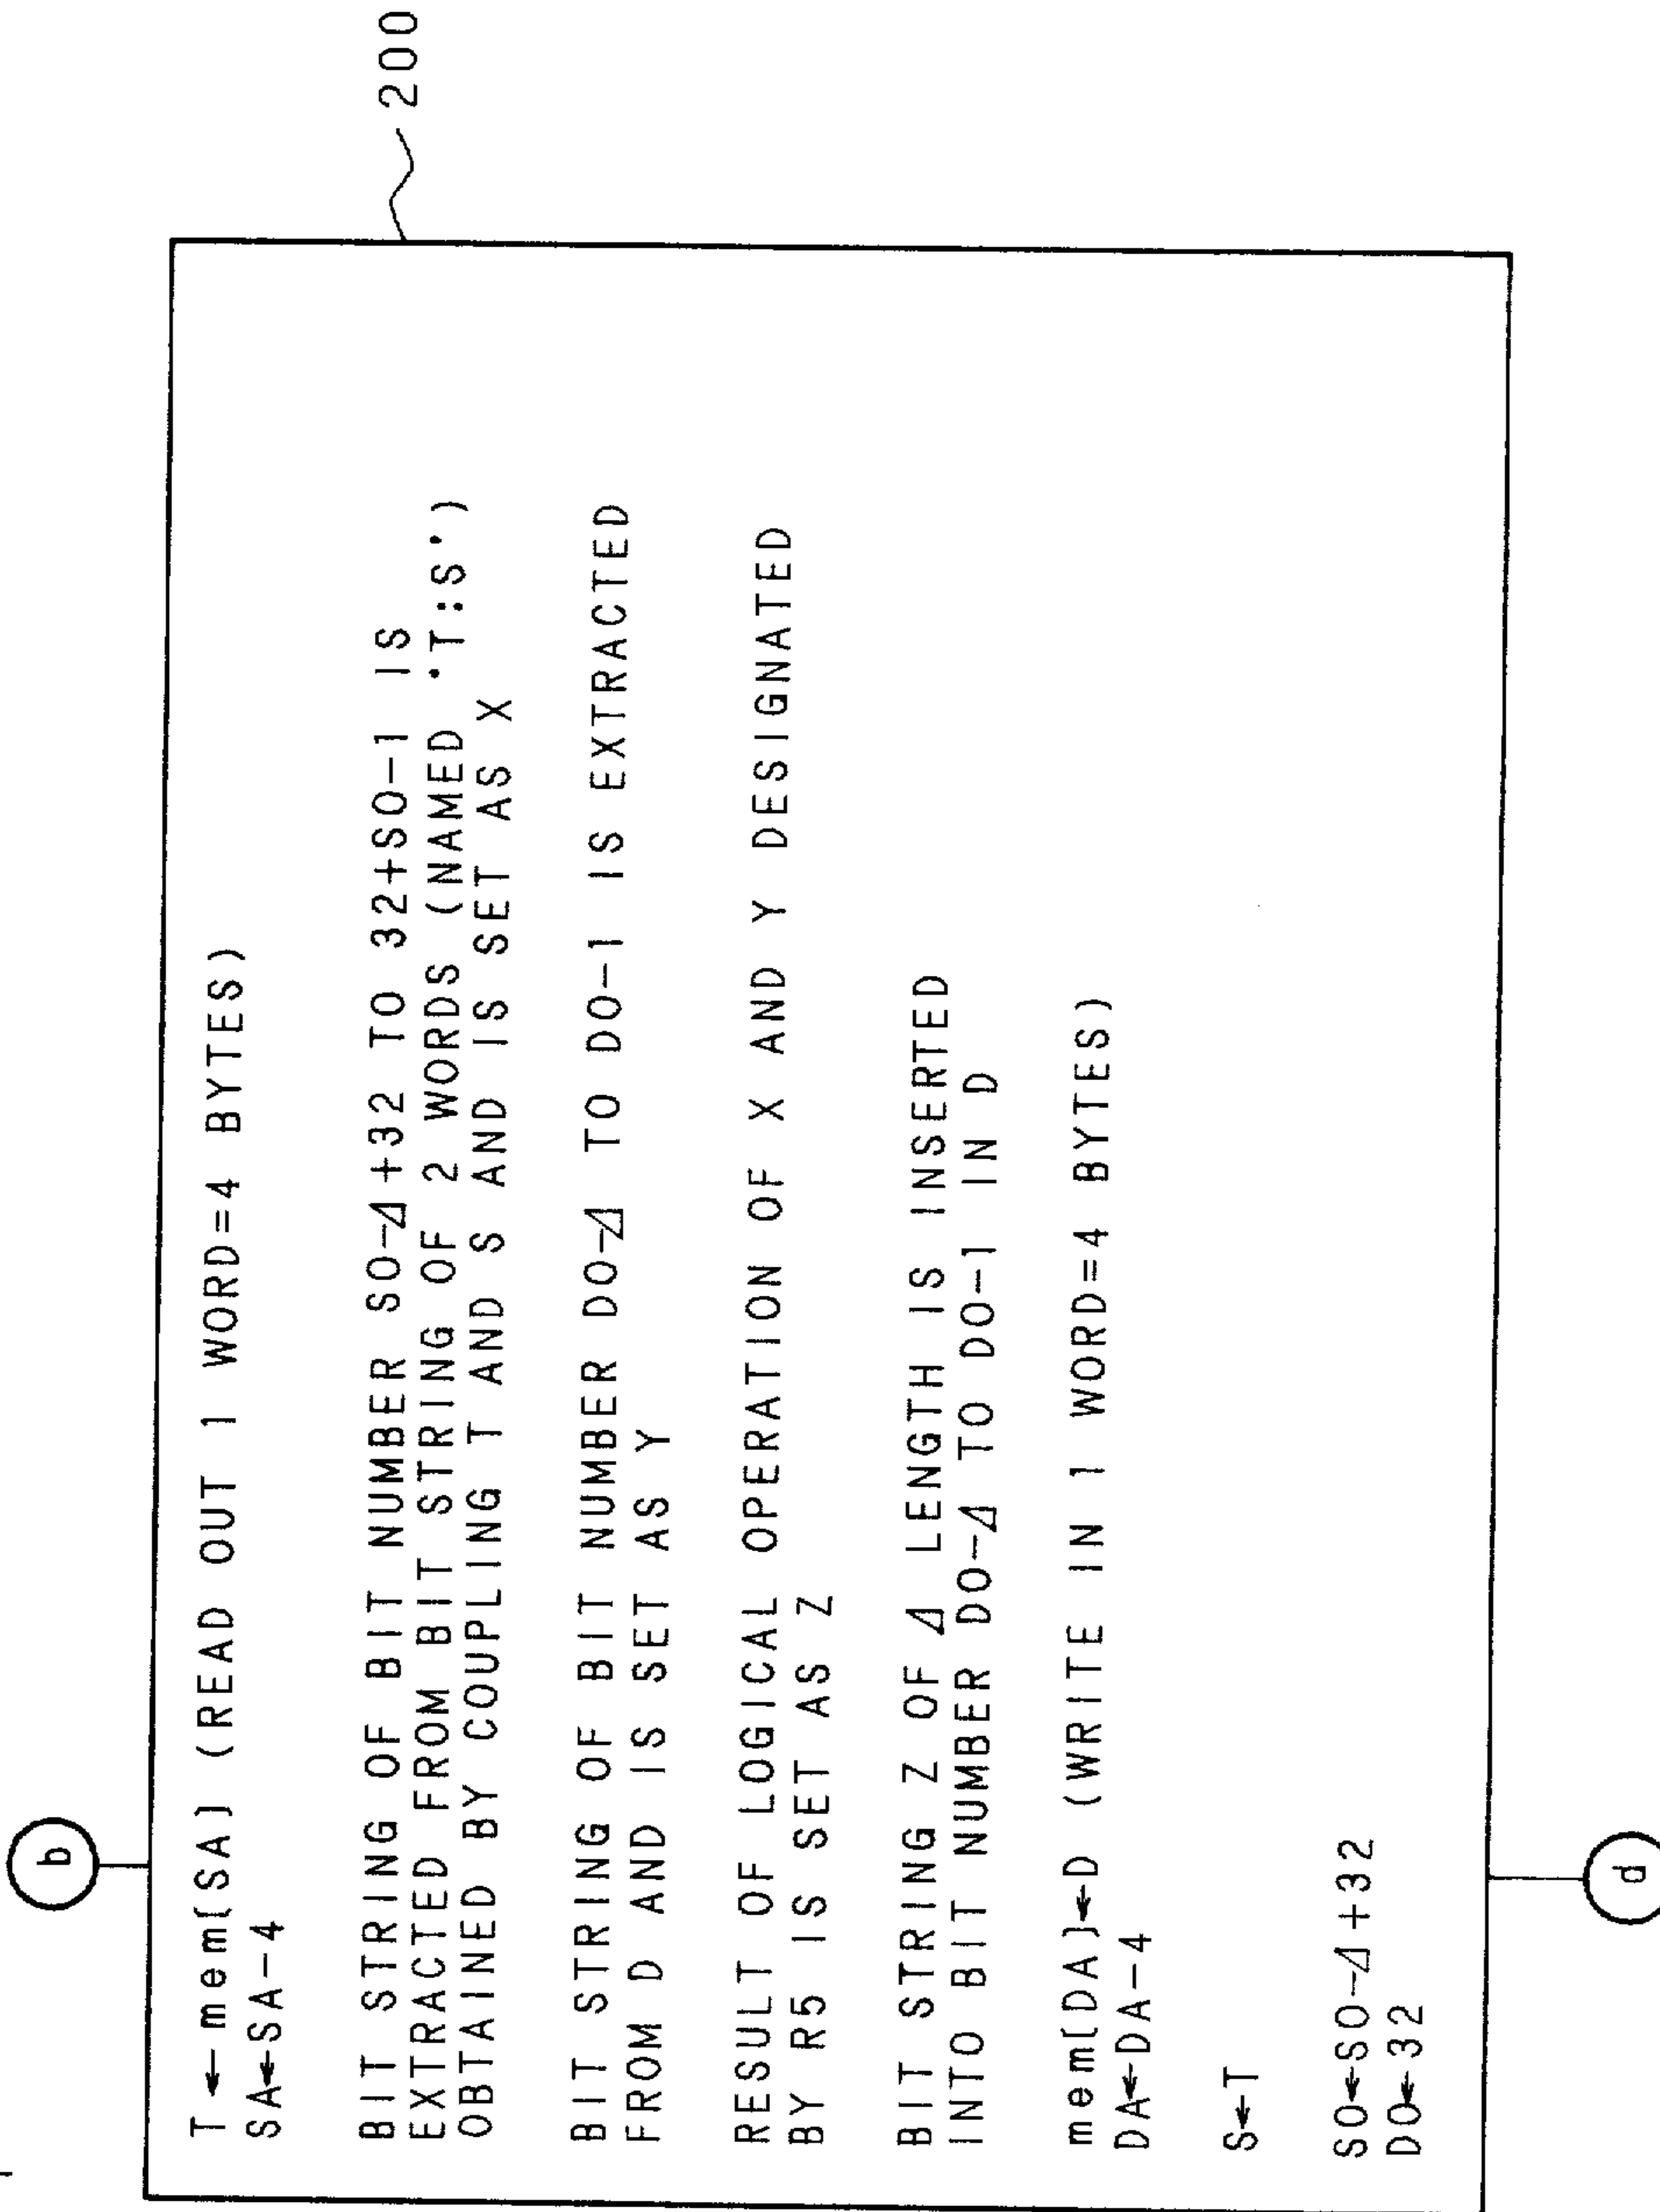 b
T←mem[SA] (READ OUT 1 WORD=4 BYTES)
SA←SA-4
BIT STRING OF BIT NUMBER SO-Δ+32 TO 32+SO-1 IS
EXTRACTED FROM BIT STRING OF 2 WORDS (NAMED 'T:S')
OBTAINED BY COUPLING T AND S AND IS SET AS X
BIT STRING OF BIT NUMBER DO-Δ TO DO-1 IS EXTRACTED
FROM D AND IS SET AS Y
RESULT OF LOGICAL OPERATION OF X AND Y DESIGNATED
BY R5 IS SET AS Z
BIT STRING Z OF Δ LENGTH IS INSERTED
INTO BIT NUMBER DO-Δ TO DO-1 IN D
mem[DA]←D (WRITE IN 1 WORD=4 BYTES)
DA←DA-4
S←T
SO←SO-Δ+32
DO←32
200
d